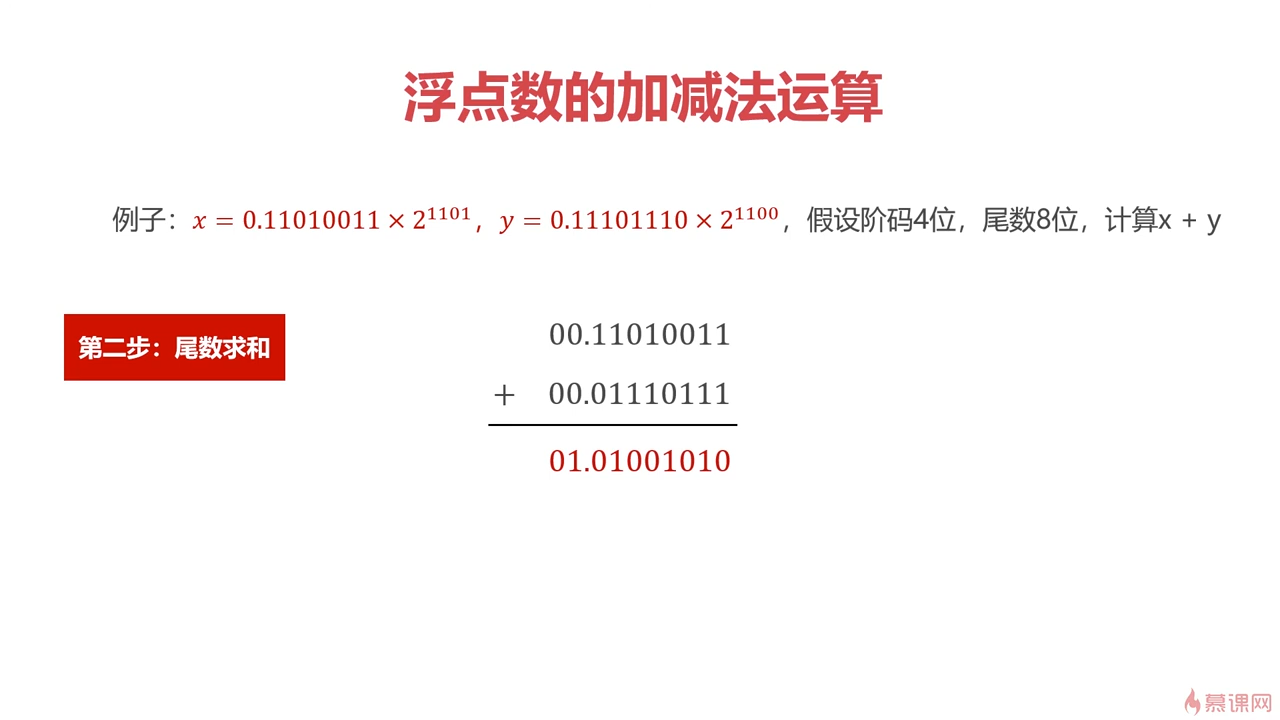 浮点数的加减法运算
例子：x = 0.11010011 × 2^1101，y = 0.11101110 × 2^1100，假设阶码4位，尾数8位，计算x + y
第二步：尾数求和
00.11010011
+ 00.01110111
01.01001010
慕课网